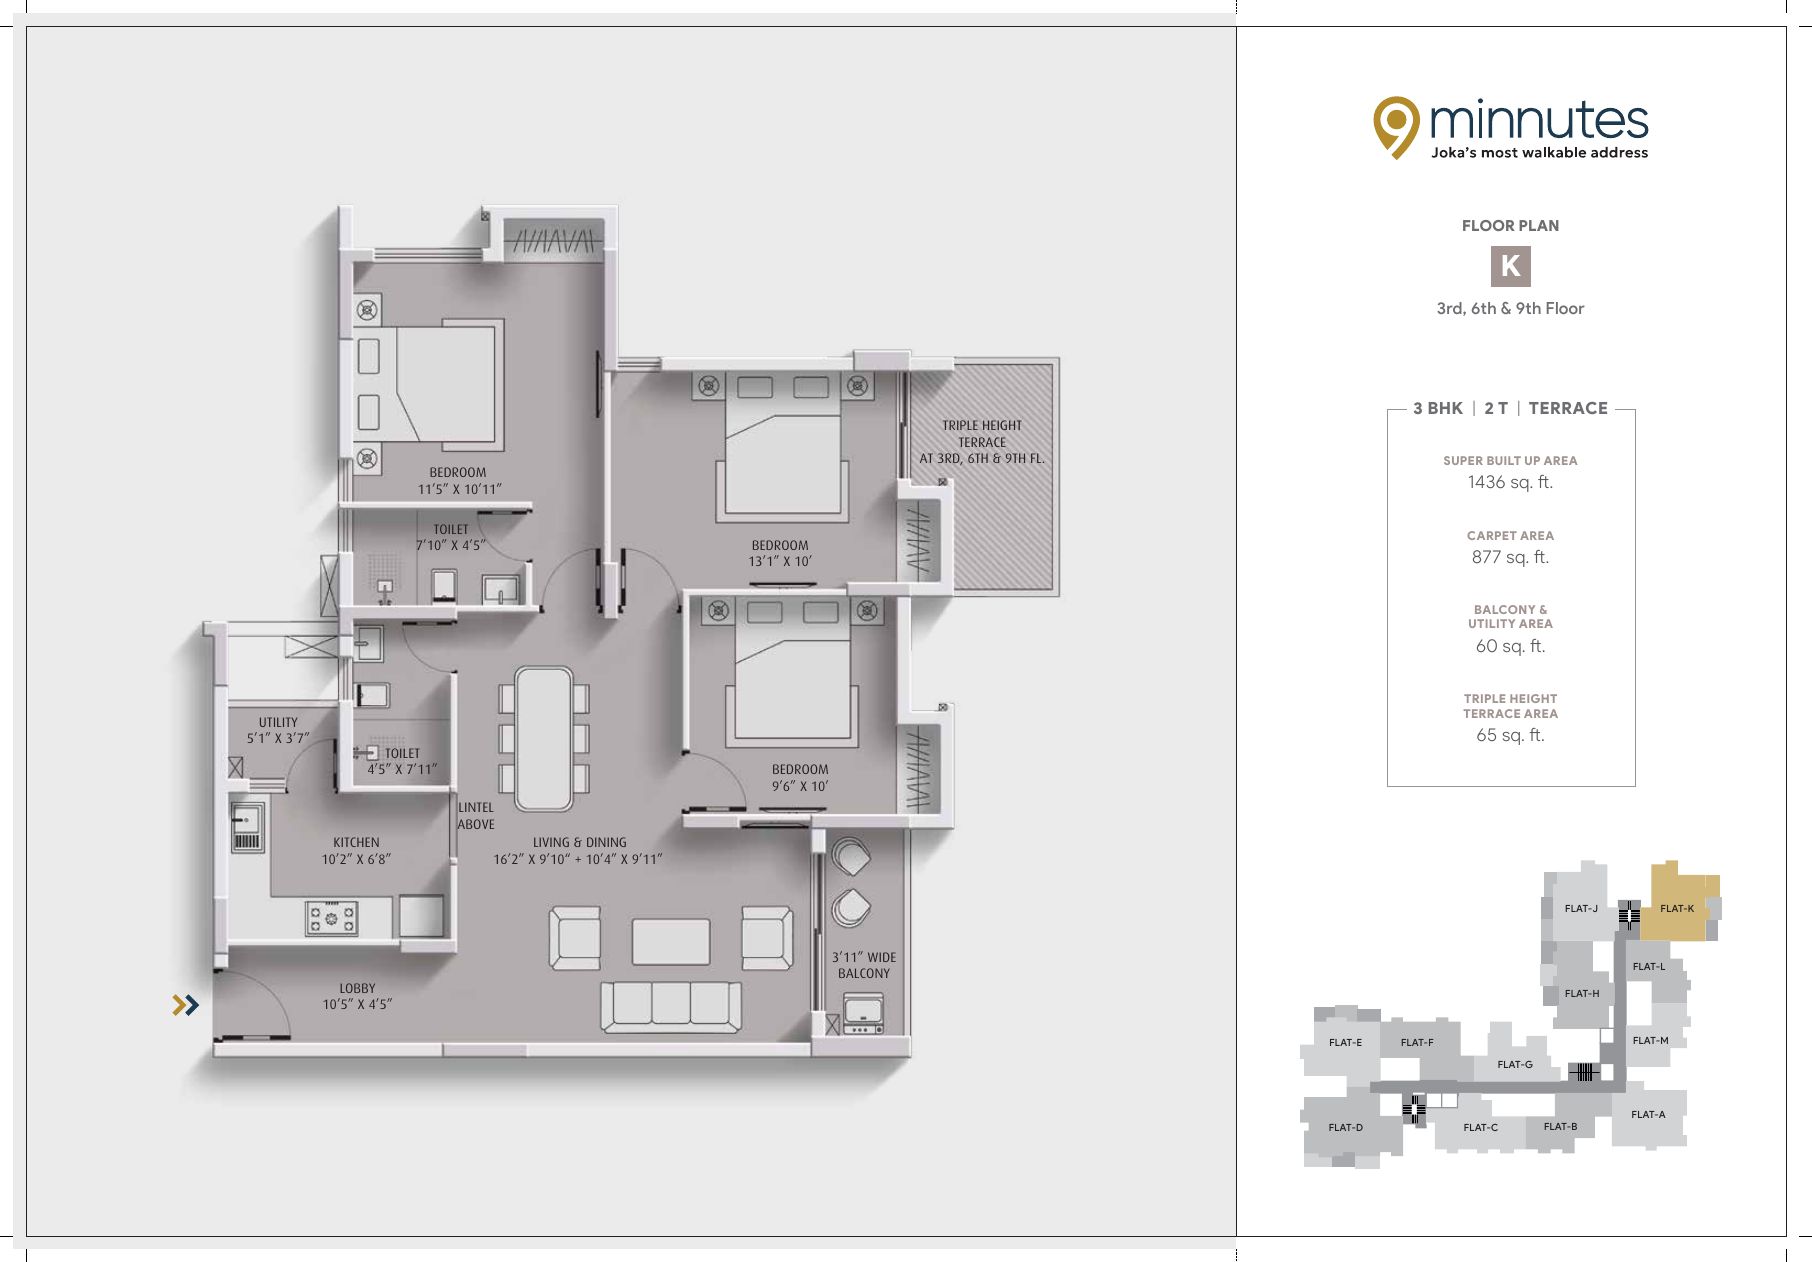 BEDROOM
11'5" X 10'11"
TOILET
7'10" X 4'5"
TRIPLE HEIGHT
TERRACE
AT 3RD, 6TH & 9TH FL.
BEDROOM
13'1" X 10'
UTILITY
5'1" X 3'7"
TOILET
4'5" X 7'11"
BEDROOM
9'6" X 10'
LINTEL
ABOVE
KITCHEN
10'2" X 6'8"
LIVING & DINING
16'2" X 9'10" + 10'4" X 9'11"
3'11" WIDE
BALCONY
LOBBY
10'5" X 4'5"
9 minnutes
Joka's most walkable address
FLOOR PLAN
K
3rd, 6th & 9th Floor
3 BHK | 2 T | TERRACE
SUPER BUILT UP AREA
1436 sq. ft.
CARPET AREA
877 sq. ft.
BALCONY &
UTILITY AREA
60 sq. ft.
TRIPLE HEIGHT
TERRACE AREA
65 sq. ft.
FLAT-J
FLAT-K
FLAT-L
FLAT-H
FLAT-E
FLAT-F
FLAT-M
FLAT-G
FLAT-A
FLAT-D
FLAT-C
FLAT-B